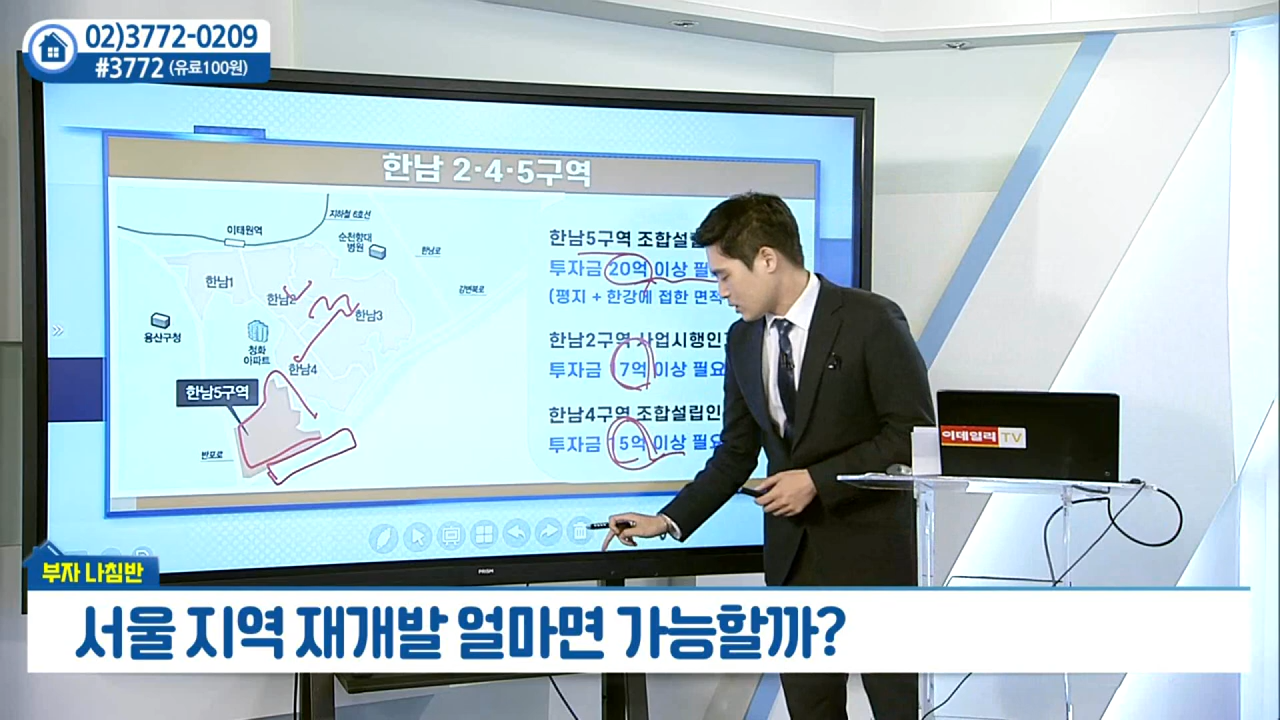 02)3772-0209
#3772 (유료100원)
한남 2·4·5구역
지하철 6호선
이태원역
순천향대
병원
한남로
강변북로
한남1
한남2
한남3
용산구청
청화
아파트
한남4
한남5구역
반포로
한남5구역 조합설립
투자금 20억 이상 필
(평지 + 한강에 접한 면적
한남2구역 사업시행인
투자금 17억 이상 필요
한남4구역 조합설립인
투자금 15억 이상 필요
이데일리 TV
PRISM
부자 나침반
서울 지역 재개발 얼마면 가능할까?